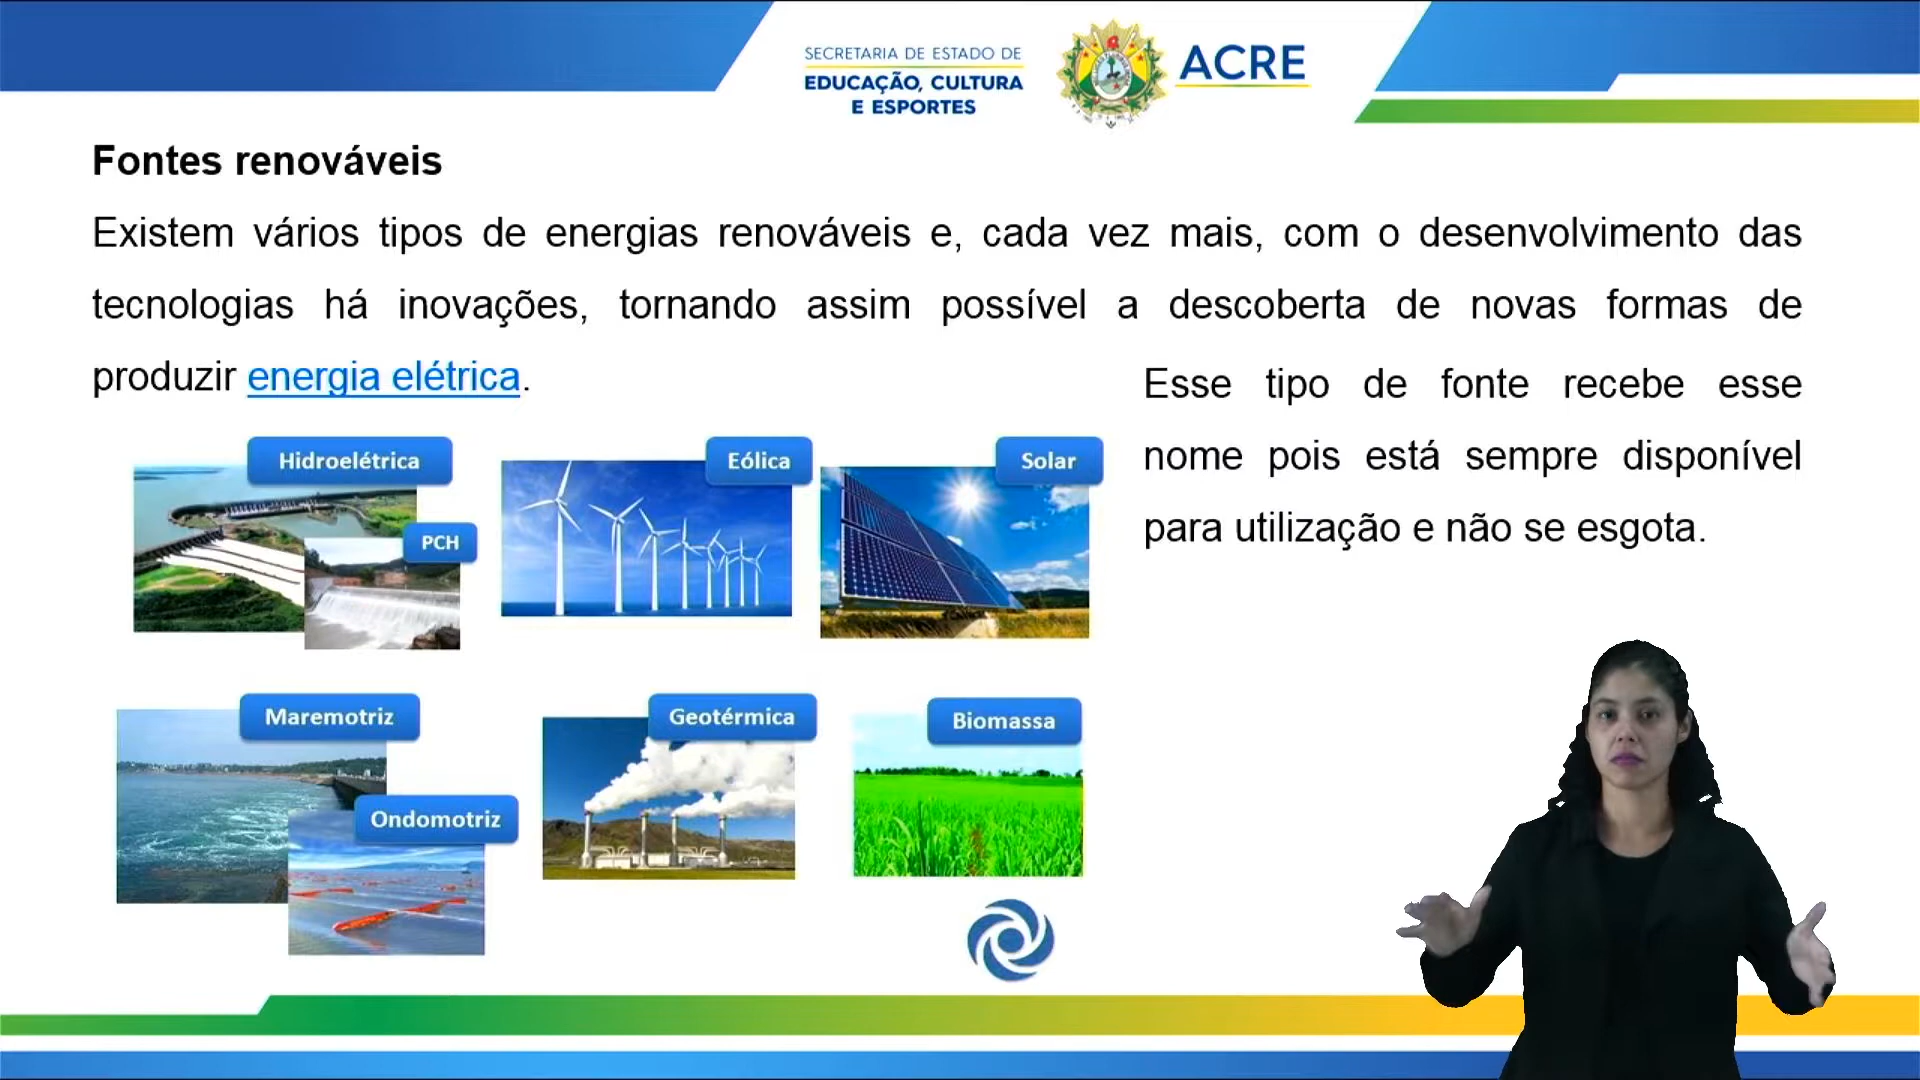 SECRETARIA DE ESTADO DE
EDUCAÇÃO, CULTURA
E ESPORTES
ACRE
Fontes renováveis
Existem vários tipos de energias renováveis e, cada vez mais, com o desenvolvimento das
tecnologias há inovações, tornando assim possível a descoberta de novas formas de
produzir energia elétrica.
Esse tipo de fonte recebe esse
nome pois está sempre disponível
para utilização e não se esgota.
Hidroelétrica
PCH
Eólica
Solar
Maremotriz
Ondomotriz
Geotérmica
Biomassa